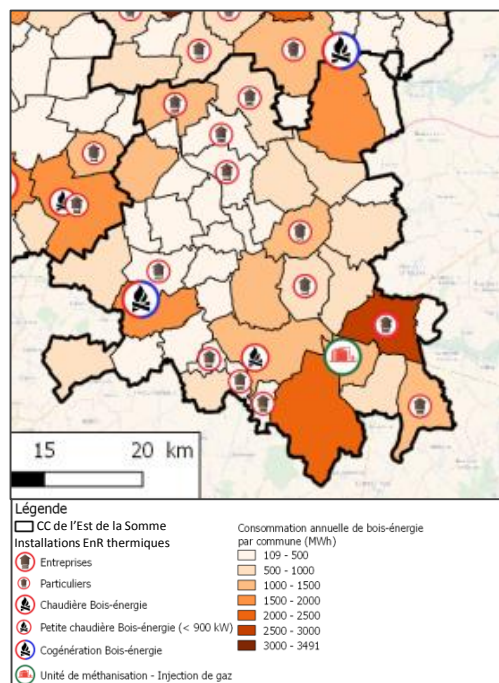 15 20 km
Légende
CC de l'Est de la Somme
Installations EnR thermiques
Entreprises
Particuliers
Chaudière Bois-énergie
Petite chaudière Bois-énergie (< 900 kW)
Cogénération Bois-énergie
Unité de méthanisation - Injection de gaz
Consommation annuelle de bois-énergie
par commune (MWh)
109 - 500
500 - 1000
1000 - 1500
1500 - 2000
2000 - 2500
2500 - 3000
3000 - 3491